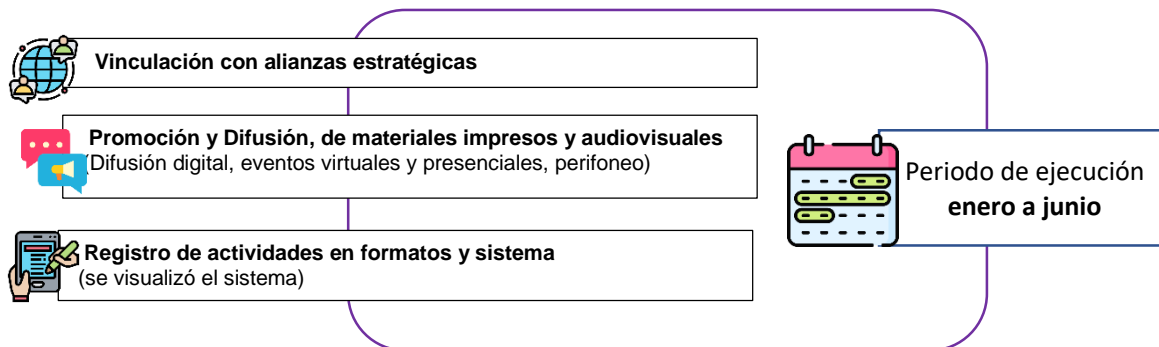 Vinculación con alianzas estratégicas
Promoción y Difusión, de materiales impresos y audiovisuales
(Difusión digital, eventos virtuales y presenciales, perifoneo)
Registro de actividades en formatos y sistema
(se visualizó el sistema)
Periodo de ejecución
enero a junio